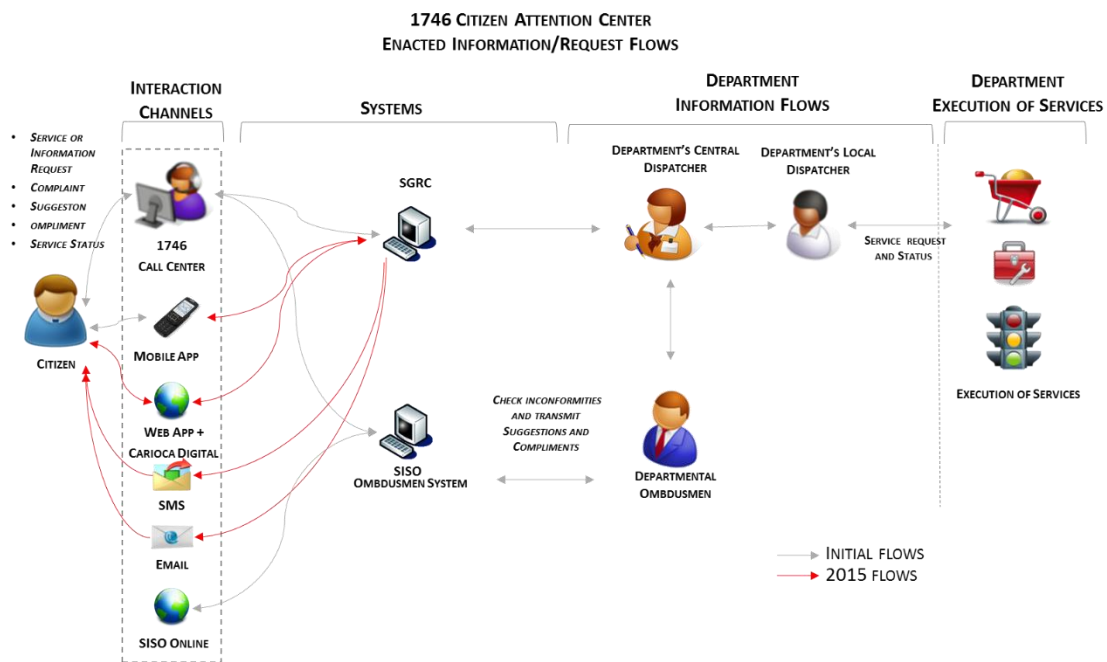 1746 CITIZEN ATTENTION CENTER
ENACTED INFORMATION/REQUEST FLOWS
INTERACTION
CHANNELS
SYSTEMS
DEPARTMENT
INFORMATION FLOWS
DEPARTMENT
EXECUTION OF SERVICES
• SERVICE OR
INFORMATION
REQUEST
• COMPLAINT
• SUGGESTON
• OMPLIMENT
• SERVICE STATUS
CITIZEN
1746
CALL CENTER
MOBILE APP
WEB APP +
CARIOCA DIGITAL
SMS
EMAIL
SISO ONLINE
SGRC
SISO
OMBDUSMEN SYSTEM
DEPARTMENT'S CENTRAL
DISPATCHER
DEPARTMENT'S LOCAL
DISPATCHER
SERVICE REQUEST
AND STATUS
CHECK INCONFORMITIES
AND TRANSMIT
SUGGESTIONS AND
COMPLIMENTS
DEPARTMENTAL
OMBDUSMEN
EXECUTION OF SERVICES
INITIAL FLOWS
2015 FLOWS